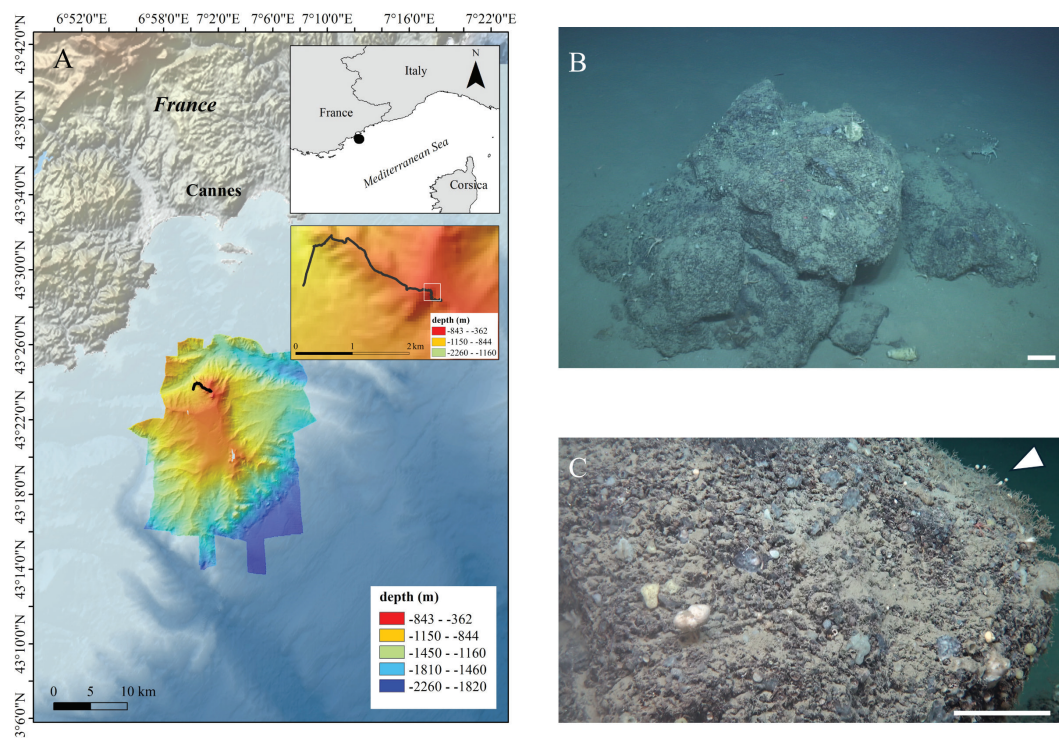 6°52'0"E 6°58'0"E 7°2'0"E 7°6'0"E 7°10'0"E 7°16'0"E 7°22'0"E
43°42'0"N
43°38'0"N
43°34'0"N
43°30'0"N
43°26'0"N
43°22'0"N
43°18'0"N
43°14'0"N
43°10'0"N
43°6'0"N
A
France
Cannes
N
Italy
France
Mediterranean Sea
Corsica
depth (m)
-843 - -362
-1150 - -844
-2260 - -1160
0 1 2 km
depth (m)
-843 - -362
-1150 - -844
-1450 - -1160
-1810 - -1460
-2260 - -1820
0 5 10 km
B
C